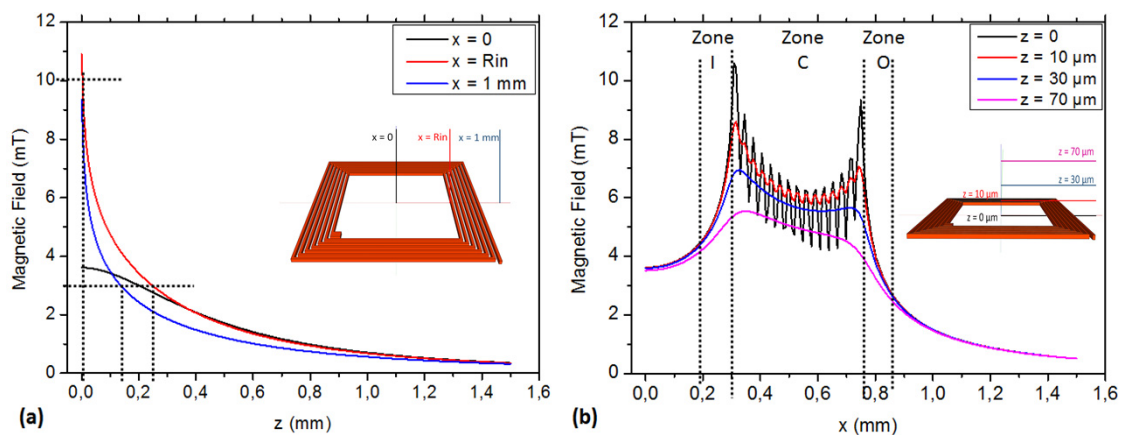 12
10
8
6
4
2
0
Magnetic Field (mT)
x = 0
x = Rin
x = 1 mm
x = 0
x = Rin
x = 1 mm
0,0 0,2 0,4 0,6 0,8 1,0 1,2 1,4 1,6
z (mm)
(a)
12
10
8
6
4
2
0
Magnetic Field (mT)
Zone Zone Zone
I C O
z = 0
z = 10 µm
z = 30 µm
z = 70 µm
z = 70 µm
z = 30 µm
z = 10 µm
z = 0 µm
0,0 0,2 0,4 0,6 0,8 1,0 1,2 1,4 1,6
x (mm)
(b)